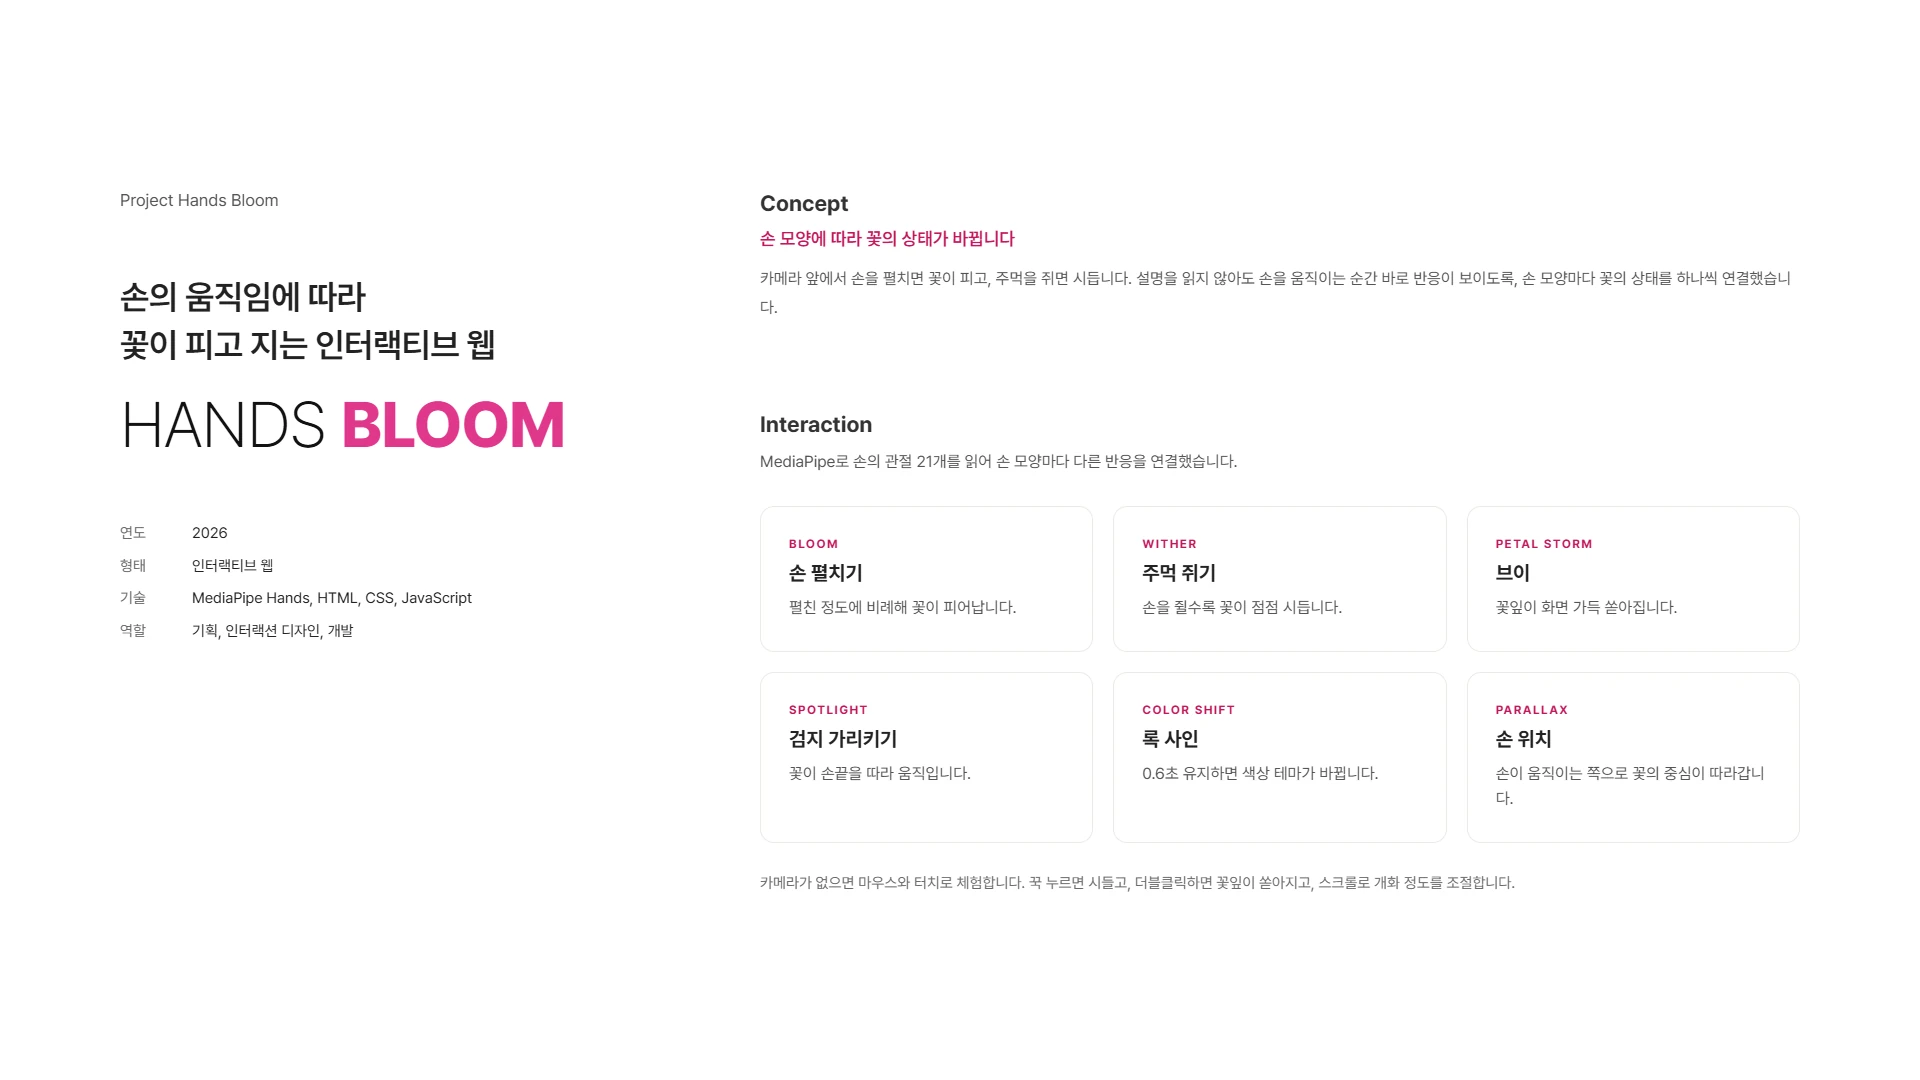 Project Hands Bloom
손의 움직임에 따라
꽃이 피고 지는 인터랙티브 웹
HANDS BLOOM
연도 2026
형태 인터랙티브 웹
기술 MediaPipe Hands, HTML, CSS, JavaScript
역할 기획, 인터랙션 디자인, 개발
Concept
손 모양에 따라 꽃의 상태가 바뀝니다
카메라 앞에서 손을 펼치면 꽃이 피고, 주먹을 쥐면 시듭니다. 설명을 읽지 않아도 손을 움직이는 순간 바로 반응이 보이도록, 손 모양마다 꽃의 상태를 하나씩 연결했습니
다.
Interaction
MediaPipe로 손의 관절 21개를 읽어 손 모양마다 다른 반응을 연결했습니다.
BLOOM
손 펼치기
펼친 정도에 비례해 꽃이 피어납니다.
WITHER
주먹 쥐기
손을 쥘수록 꽃이 점점 시듭니다.
PETAL STORM
브이
꽃잎이 화면 가득 쏟아집니다.
SPOTLIGHT
검지 가리키기
꽃이 손끝을 따라 움직입니다.
COLOR SHIFT
록 사인
0.6초 유지하면 색상 테마가 바뀝니다.
PARALLAX
손 위치
손이 움직이는 쪽으로 꽃의 중심이 따라갑니
다.
카메라가 없으면 마우스와 터치로 체험합니다. 꾹 누르면 시들고, 더블클릭하면 꽃잎이 쏟아지고, 스크롤로 개화 정도를 조절합니다.